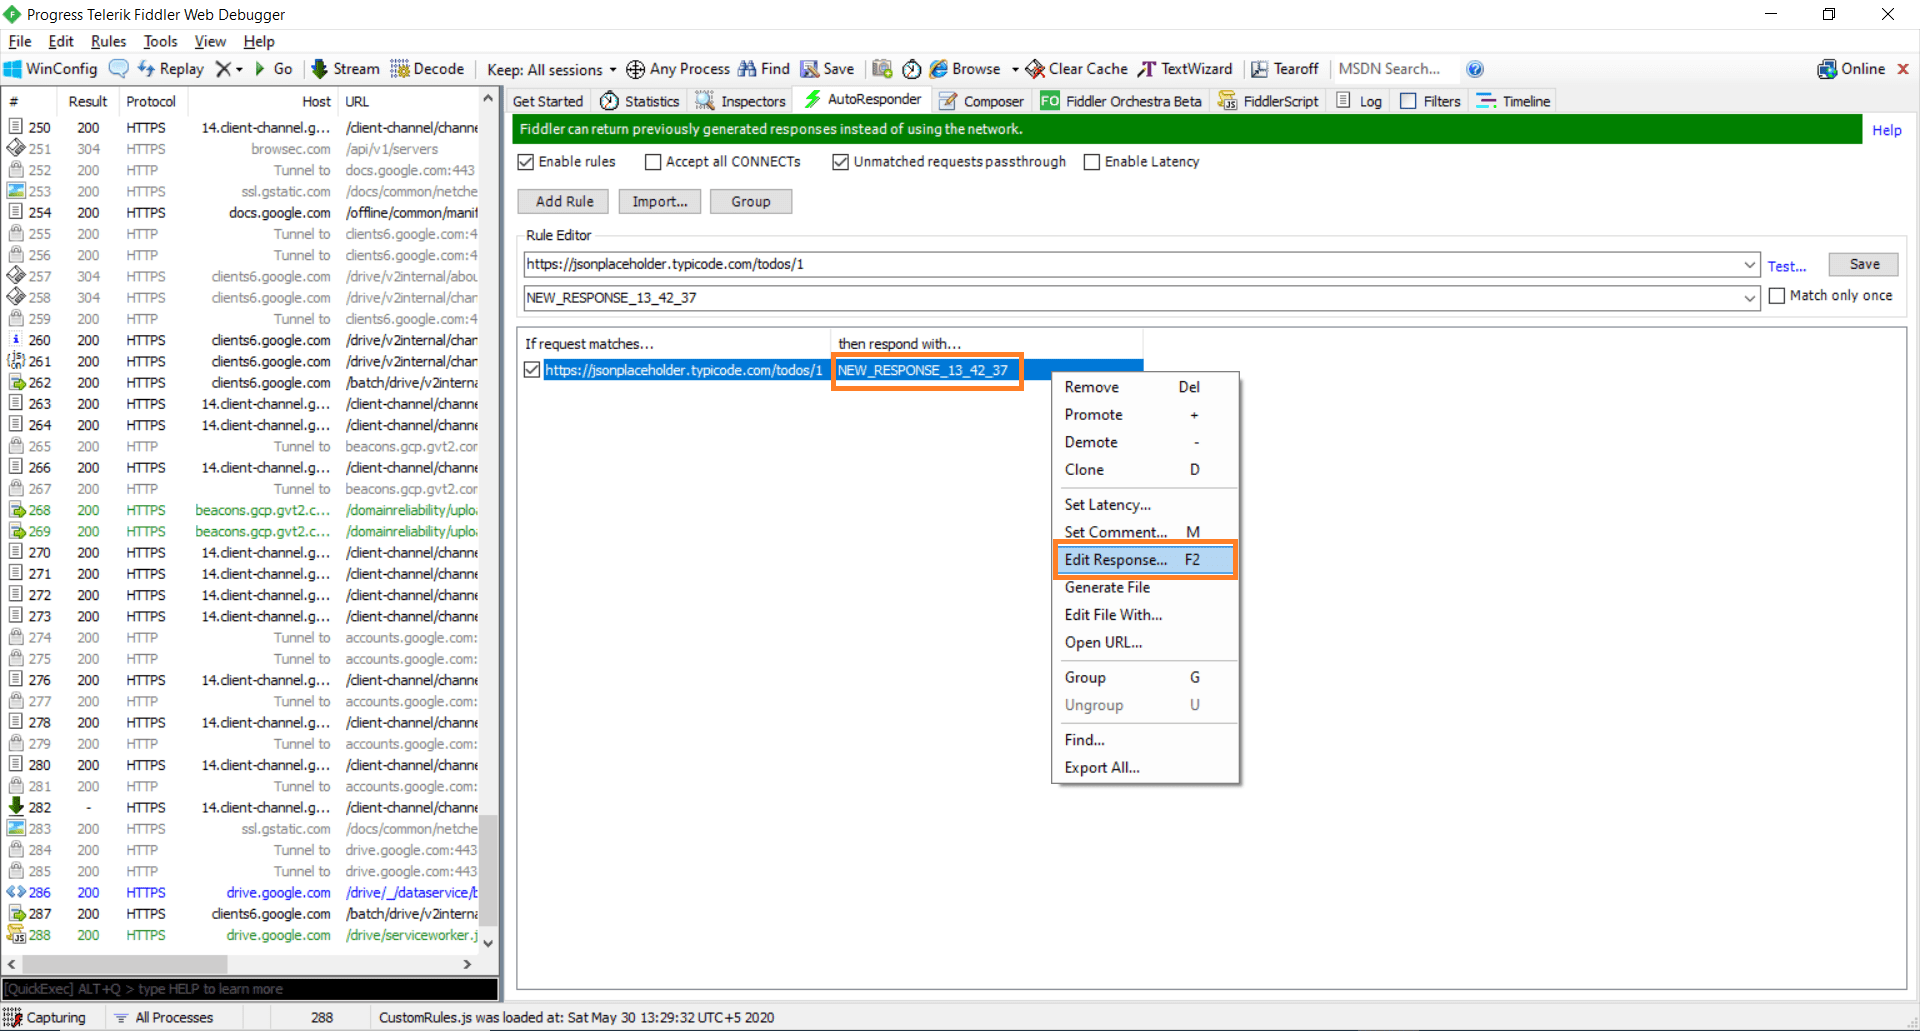 Progress Telerik Fiddler Web Debugger
File Edit Rules Tools View Help
WinConfig Replay Go Stream Decode Keep: All sessions Any Process Find Save Browse Clear Cache TextWizard Tearoff MSDN Search... Online
# Result Protocol Host URL
250 200 HTTPS 14.client-channel.g... /client-channel/channe
251 304 HTTPS browsec.com /api/v1/servers
252 200 HTTP Tunnel to docs.google.com:443
253 200 HTTPS ssl.gstatic.com /docs/common/netche
254 200 HTTPS docs.google.com /offline/common/manif
255 200 HTTP Tunnel to clients6.google.com:4
256 200 HTTP Tunnel to clients6.google.com:4
257 304 HTTPS clients6.google.com /drive/v2internal/abou
258 304 HTTPS clients6.google.com /drive/v2internal/chan
259 200 HTTP Tunnel to clients6.google.com:4
260 200 HTTPS clients6.google.com /drive/v2internal/chan
261 200 HTTPS clients6.google.com /drive/v2internal/chan
262 200 HTTPS clients6.google.com /batch/drive/v2interna
263 200 HTTPS 14.client-channel.g... /client-channel/channe
264 200 HTTPS 14.client-channel.g... /client-channel/channe
265 200 HTTP Tunnel to beacons.gcp.gvt2.cor
266 200 HTTPS 14.client-channel.g... /client-channel/channe
267 200 HTTP Tunnel to beacons.gcp.gvt2.cor
268 200 HTTPS beacons.gcp.gvt2.c... /domainreliability/uploa
269 200 HTTPS beacons.gcp.gvt2.c... /domainreliability/uploa
270 200 HTTPS 14.client-channel.g... /client-channel/channe
271 200 HTTPS 14.client-channel.g... /client-channel/channe
272 200 HTTPS 14.client-channel.g... /client-channel/channe
273 200 HTTPS 14.client-channel.g... /client-channel/channe
274 200 HTTP Tunnel to accounts.google.com:
275 200 HTTP Tunnel to accounts.google.com:
276 200 HTTPS 14.client-channel.g... /client-channel/channe
277 200 HTTP Tunnel to accounts.google.com:
278 200 HTTPS 14.client-channel.g... /client-channel/channe
279 200 HTTP Tunnel to accounts.google.com:
280 200 HTTPS 14.client-channel.g... /client-channel/channe
281 200 HTTP Tunnel to accounts.google.com:
282 - HTTPS 14.client-channel.g... /client-channel/channe
283 200 HTTPS ssl.gstatic.com /docs/common/netche
284 200 HTTP Tunnel to drive.google.com:443
285 200 HTTP Tunnel to drive.google.com:443
286 200 HTTPS drive.google.com /drive/_/dataservice/b
287 200 HTTPS clients6.google.com /batch/drive/v2interna
288 200 HTTPS drive.google.com /drive/serviceworker.j
[QuickExec] ALT+Q > type HELP to learn more
Get Started Statistics Inspectors AutoResponder Composer FO Fiddler Orchestra Beta FiddlerScript Log Filters Timeline
Fiddler can return previously generated responses instead of using the network. Help
Enable rules Accept all CONNECTs Unmatched requests passthrough Enable Latency
Add Rule Import... Group
Rule Editor
https://jsonplaceholder.typicode.com/todos/1 Test... Save
NEW_RESPONSE_13_42_37 Match only once
If request matches... then respond with...
https://jsonplaceholder.typicode.com/todos/1 NEW_RESPONSE_13_42_37
Remove Del
Promote +
Demote -
Clone D
Set Latency...
Set Comment... M
Edit Response... F2
Generate File
Edit File With...
Open URL...
Group G
Ungroup U
Find...
Export All...
Capturing All Processes 288 CustomRules.js was loaded at: Sat May 30 13:29:32 UTC+5 2020